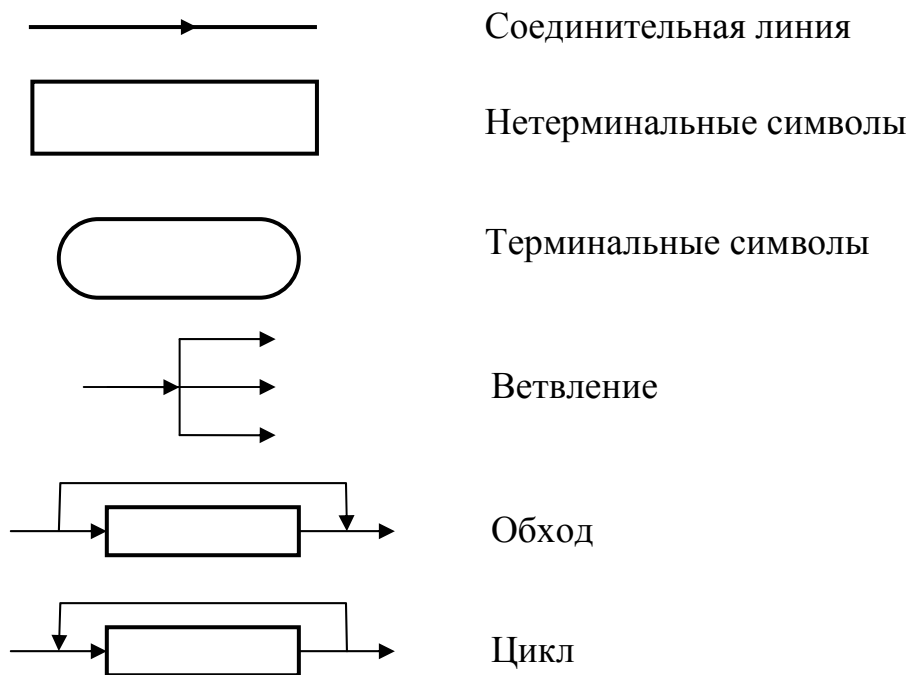 Соединительная линия
Нетерминальные символы
Терминальные символы
Ветвление
Обход
Цикл